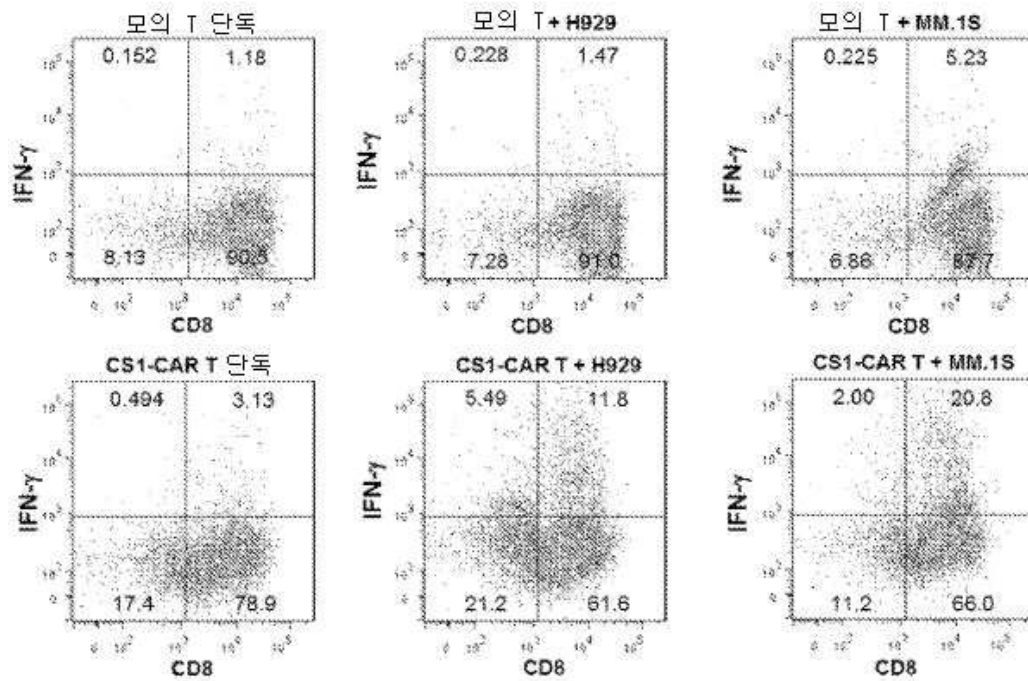 모의 T 단독
0.152 1.18
IFN-γ
8.13 90.5
CD8
모의 T + H929
0.228 1.47
IFN-γ
7.28 91.0
CD8
모의 T + MM.1S
0.225 5.23
IFN-γ
6.86 87.7
CD8
CS1-CAR T 단독
0.494 3.13
IFN-γ
17.4 78.9
CD8
CS1-CAR T + H929
5.49 11.8
IFN-γ
21.2 61.6
CD8
CS1-CAR T + MM.1S
2.00 20.8
IFN-γ
11.2 66.0
CD8